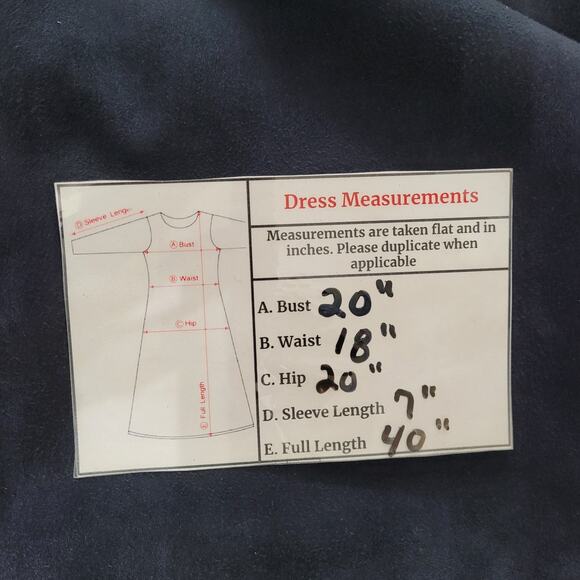 Dress Measurements
Measurements are taken flat and in
inches. Please duplicate when
applicable
D Sleeve Length
A Bust
B Waist
C Hip
E Full Length
A. Bust 20"
B. Waist 18"
C. Hip 20"
D. Sleeve Length 7"
E. Full Length 40"